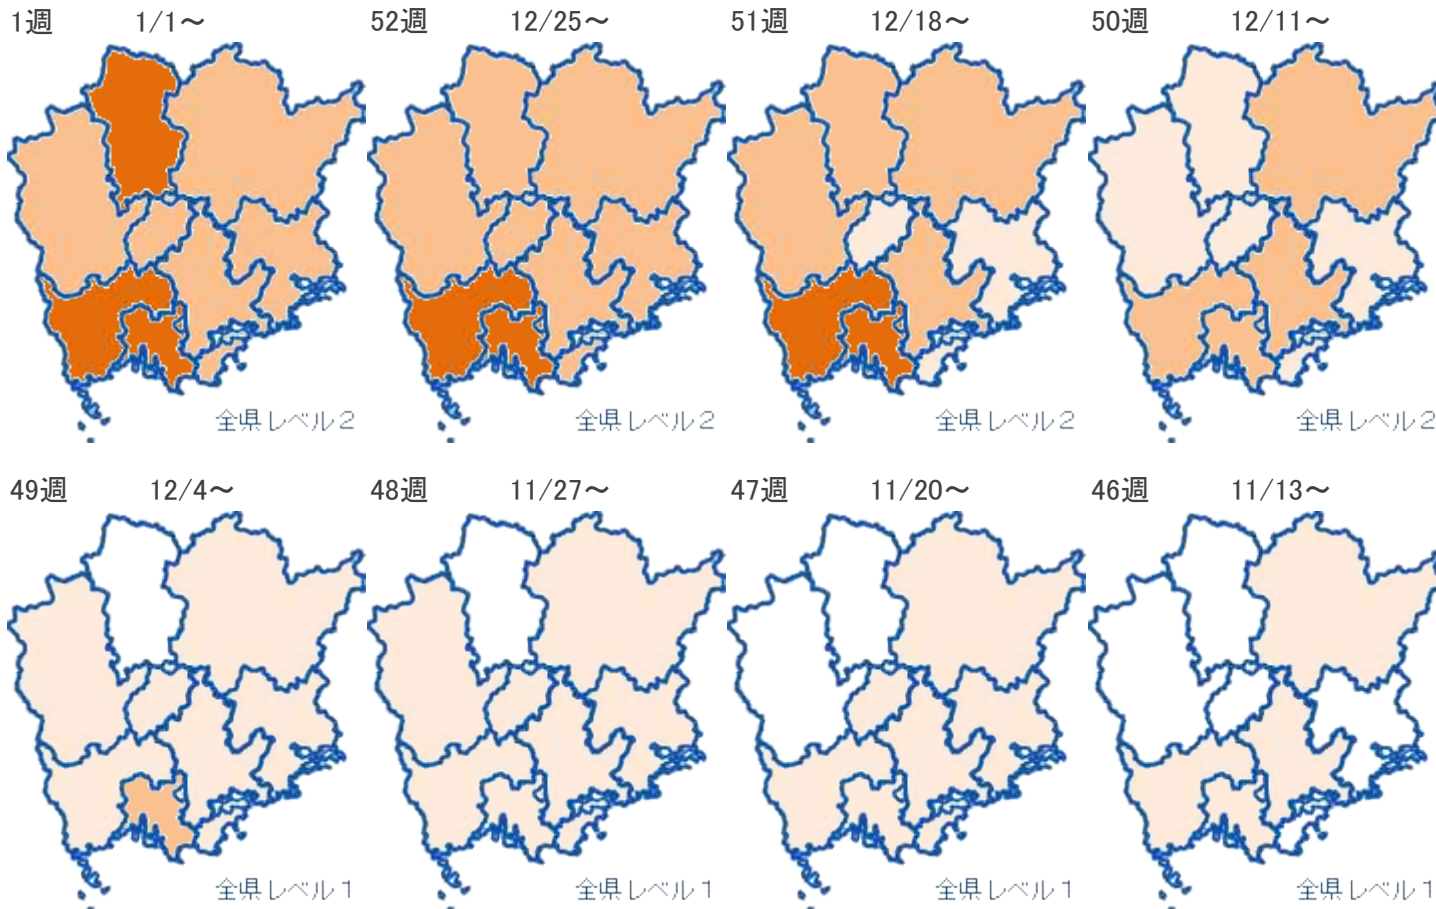 1週 1/1～
52週 12/25～
51週 12/18～
50週 12/11～
全県レベル２
全県レベル２
全県レベル２
全県レベル２
49週 12/4～
48週 11/27～
47週 11/20～
46週 11/13～
全県レベル１
全県レベル１
全県レベル１
全県レベル１